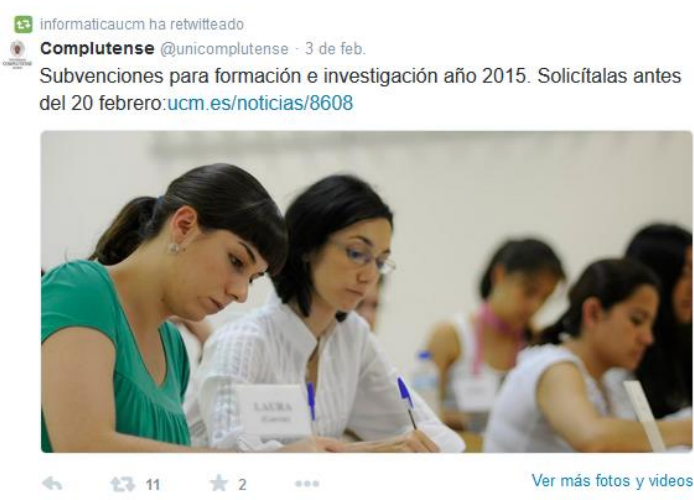 informaticaucm ha retwitteado
Complutense @unicomplutense · 3 de feb.
Subvenciones para formación e investigación año 2015. Solicítalas antes
del 20 febrero:ucm.es/noticias/8608
LAURA
11
2
Ver más fotos y videos